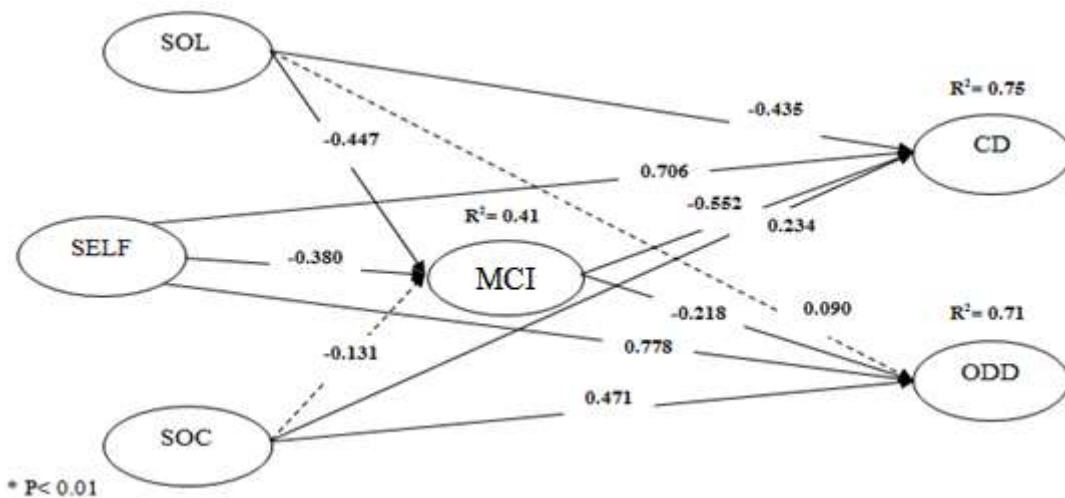 SOL
R²= 0.75
-0.435
CD
-0.447
0.706
-0.552
R²= 0.41
0.234
SELF
-0.380
MCI
-0.218
0.090
R²= 0.71
-0.131
0.778
ODD
0.471
SOC
* P< 0.01